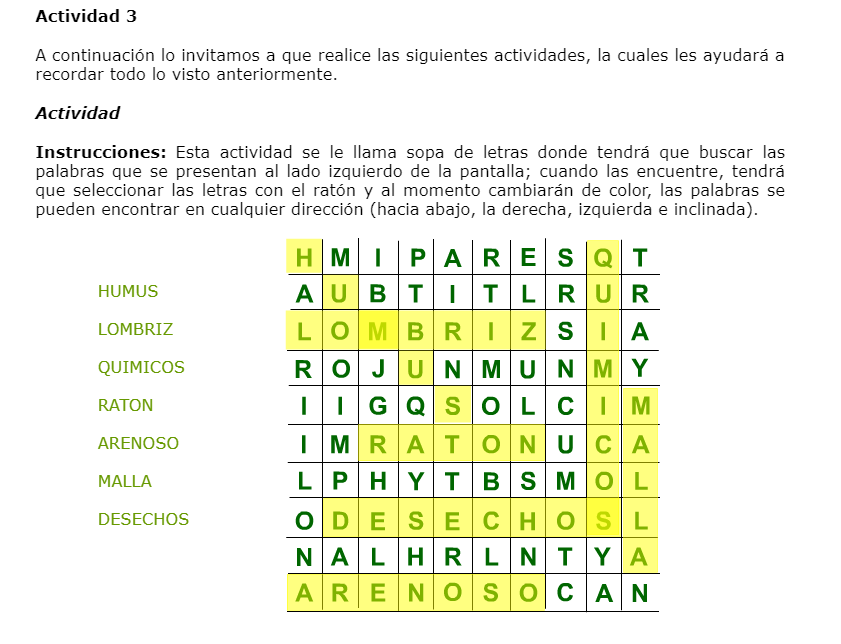 Actividad 3
A continuación lo invitamos a que realice las siguientes actividades, la cuales les ayudará a
recordar todo lo visto anteriormente.
Actividad
Instrucciones: Esta actividad se le llama sopa de letras donde tendrá que buscar las
palabras que se presentan al lado izquierdo de la pantalla; cuando las encuentre, tendrá
que seleccionar las letras con el ratón y al momento cambiarán de color, las palabras se
pueden encontrar en cualquier dirección (hacia abajo, la derecha, izquierda e inclinada).
HUMUS
LOMBRIZ
QUIMICOS
RATON
ARENOSO
MALLA
DESECHOS
H M I P A R E S Q T
A U B T I T L R U R
L O M B R I Z S I A
R O J U N M U N M Y
I I G Q S O L C I M
I M R A T O N U C A
L P H Y T B S M O L
O D E S E C H O S L
N A L H R L N T Y A
A R E N O S O C A N